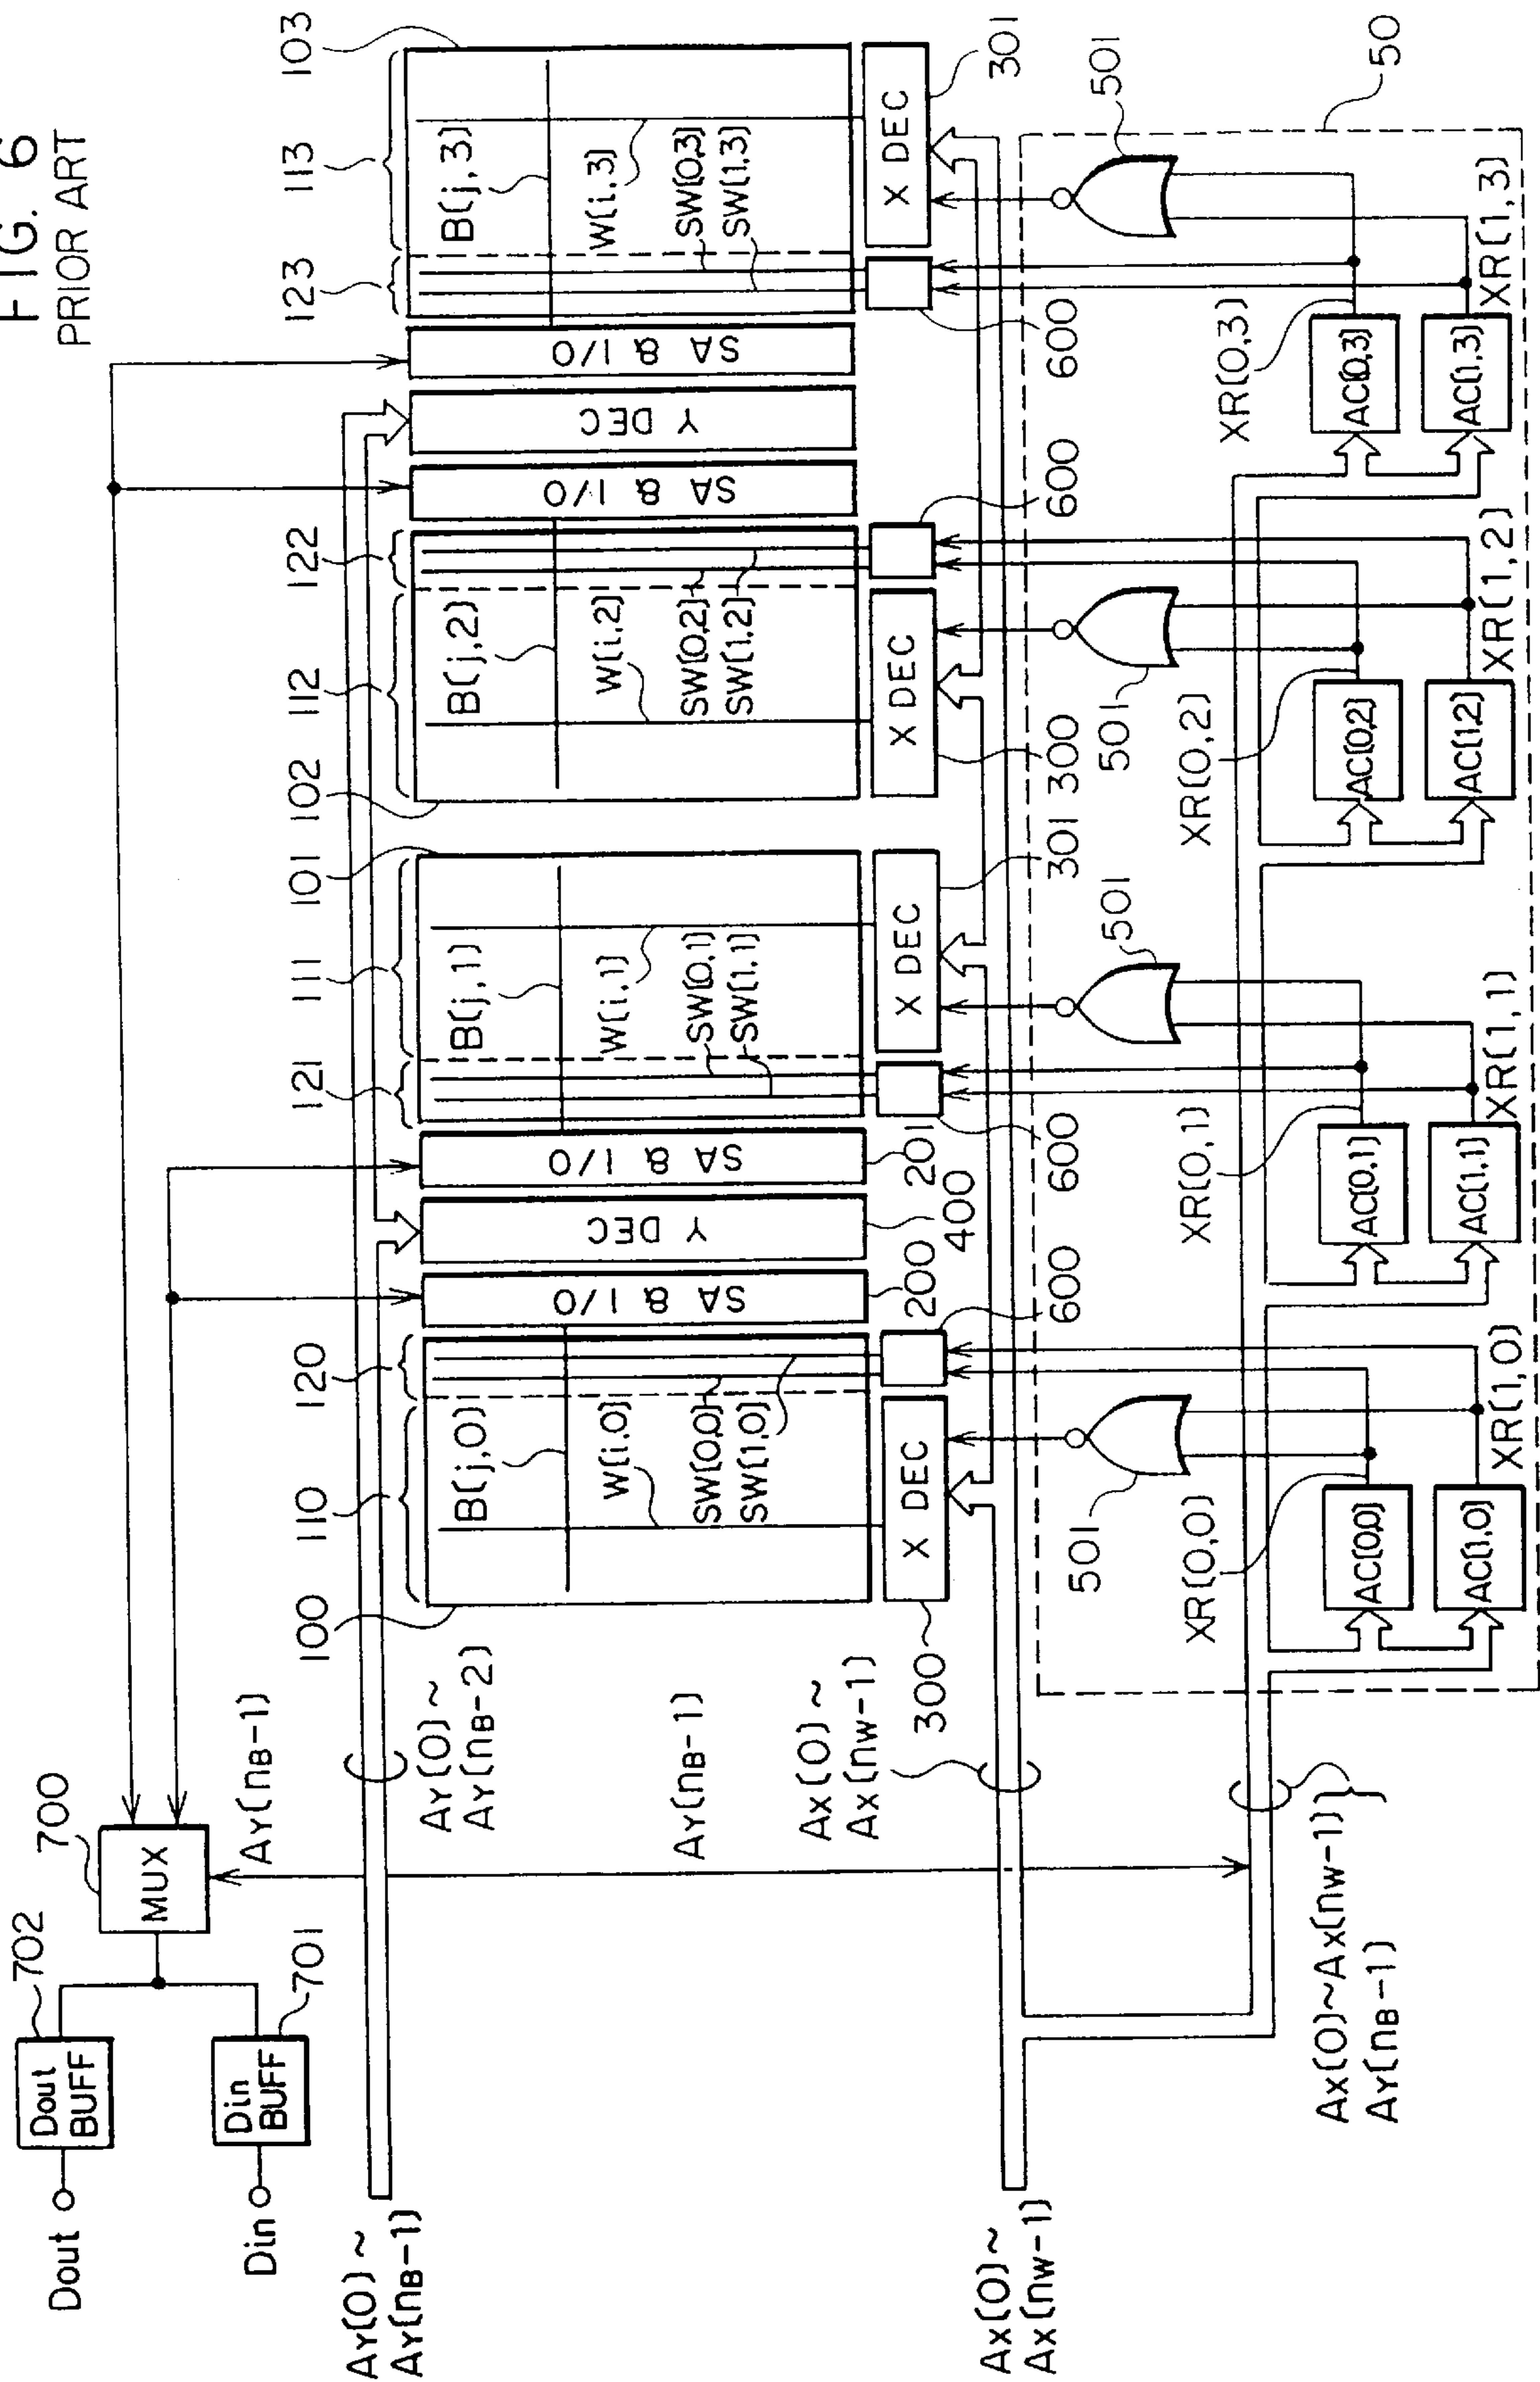 FIG. 6
PRIOR ART
Dout
Dout
BUFF
702
Din
Din
BUFF
701
MUX
700
AY(nB-1)
AY(0)~
AY(nB-1)
AY(0)~
AY(nB-2)
AY(nB-1)
AX(0)~
AX(nW-1)
AX(0)~
AX(nW-1)
AX(0)~AX(nW-1)
AY(nB-1)
100
110
120
B(j,0)
W(i,0)
SW(0,0)
SW(1,0)
X DEC
300
600
SA & I/O
200
Y DEC
400
SA & I/O
201
121
111
101
B(j,1)
W(i,1)
SW(0,1)
SW(1,1)
X DEC
301
600
102
112
122
B(j,2)
W(i,2)
SW(0,2)
SW(1,2)
X DEC
300
600
SA & I/O
Y DEC
SA & I/O
123
113
103
B(j,3)
W(i,3)
SW(0,3)
SW(1,3)
X DEC
301
600
50
501
XR(0,0)
AC(0,0)
AC(1,0)
XR(1,0)
501
XR(0,1)
AC(0,1)
AC(1,1)
XR(1,1)
501
XR(0,2)
AC(0,2)
AC(1,2)
XR(1,2)
501
XR(0,3)
AC(0,3)
AC(1,3)
XR(1,3)